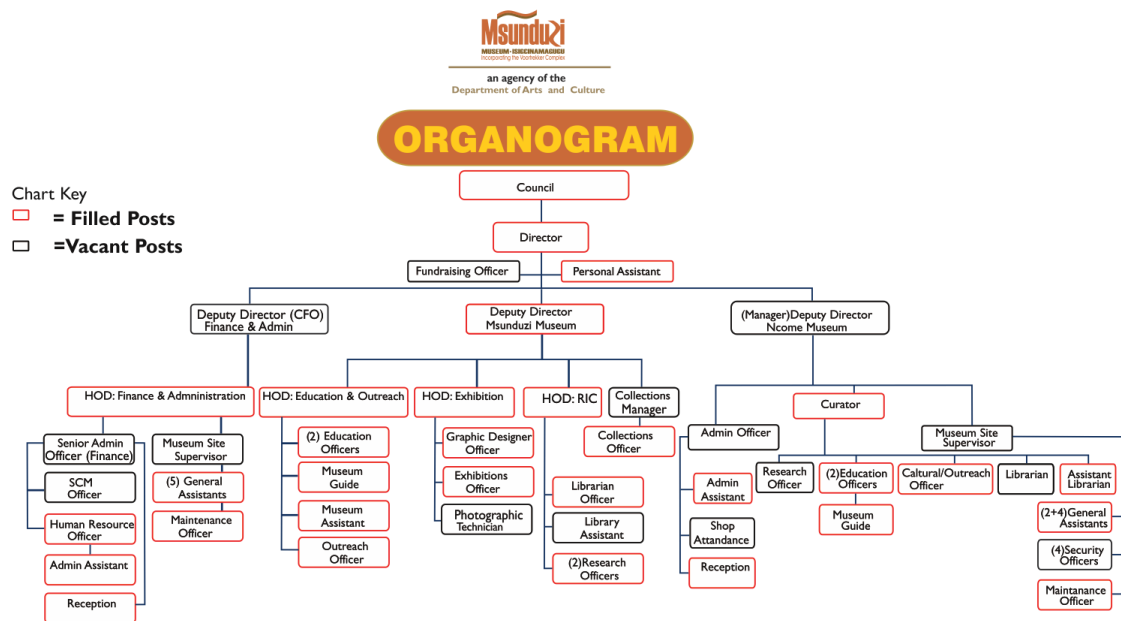 Msunduzi
MUSEUM-ISIGCINAMAGUGU
incorporating the Voortrekker Complex
an agency of the
Department of Arts and Culture
ORGANOGRAM
Chart Key
= Filled Posts
=Vacant Posts
Council
Director
Fundraising Officer
Personal Assistant
Deputy Director (CFO)
Finance & Admin
Deputy Director
Msunduzi Museum
(Manager)Deputy Director
Ncome Museum
HOD: Finance & Admninistration
HOD: Education & Outreach
HOD: Exhibition
HOD: RIC
Collections
Manager
Curator
Senior Admin
Officer (Finance)
SCM
Officer
Human Resource
Officer
Admin Assistant
Reception
Museum Site
Supervisor
(5) General
Assistants
Maintenance
Officer
(2) Education
Officers
Museum
Guide
Museum
Assistant
Outreach
Officer
Graphic Designer
Officer
Exhibitions
Officer
Photographic
Technician
Librarian
Officer
Library
Assistant
(2)Research
Officers
Collections
Officer
Admin Officer
Admin
Assistant
Shop
Attandance
Reception
Museum Site
Supervisor
Research
Officer
(2)Education
Officers
Museum
Guide
Caltural/Outreach
Officer
Librarian
Assistant
Librarian
(2+4)General
Assistants
(4)Security
Officers
Maintanance
Officer